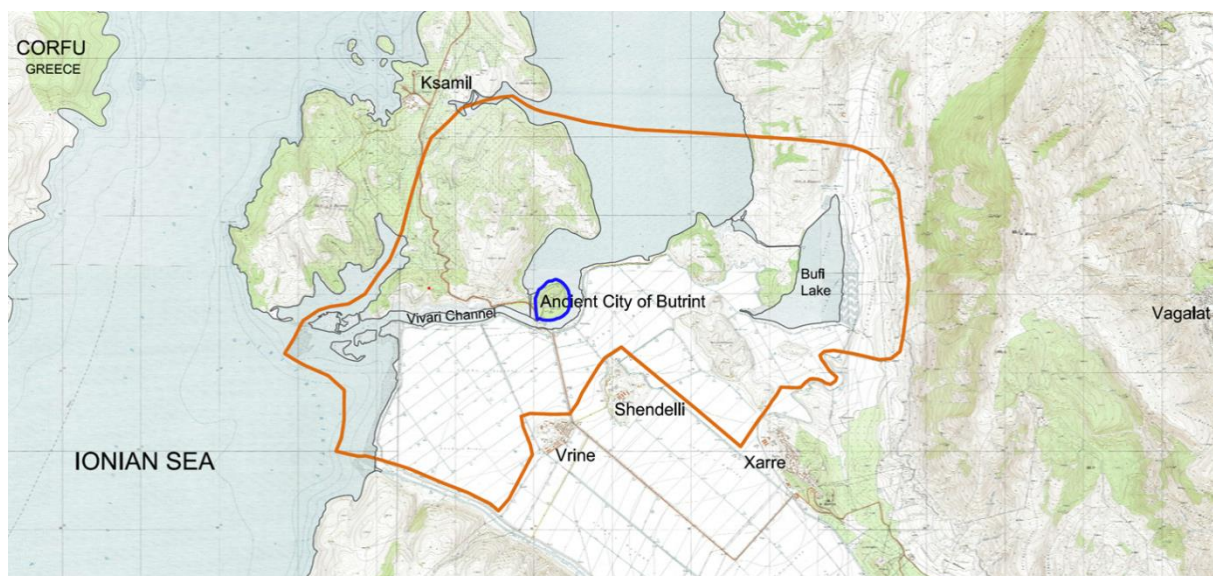 CORFU
GREECE
Ksamil
Bufi
Lake
Ancient City of Butrint
Vivari Channel
Vagalat
Shendelli
Vrine
Xarre
IONIAN SEA